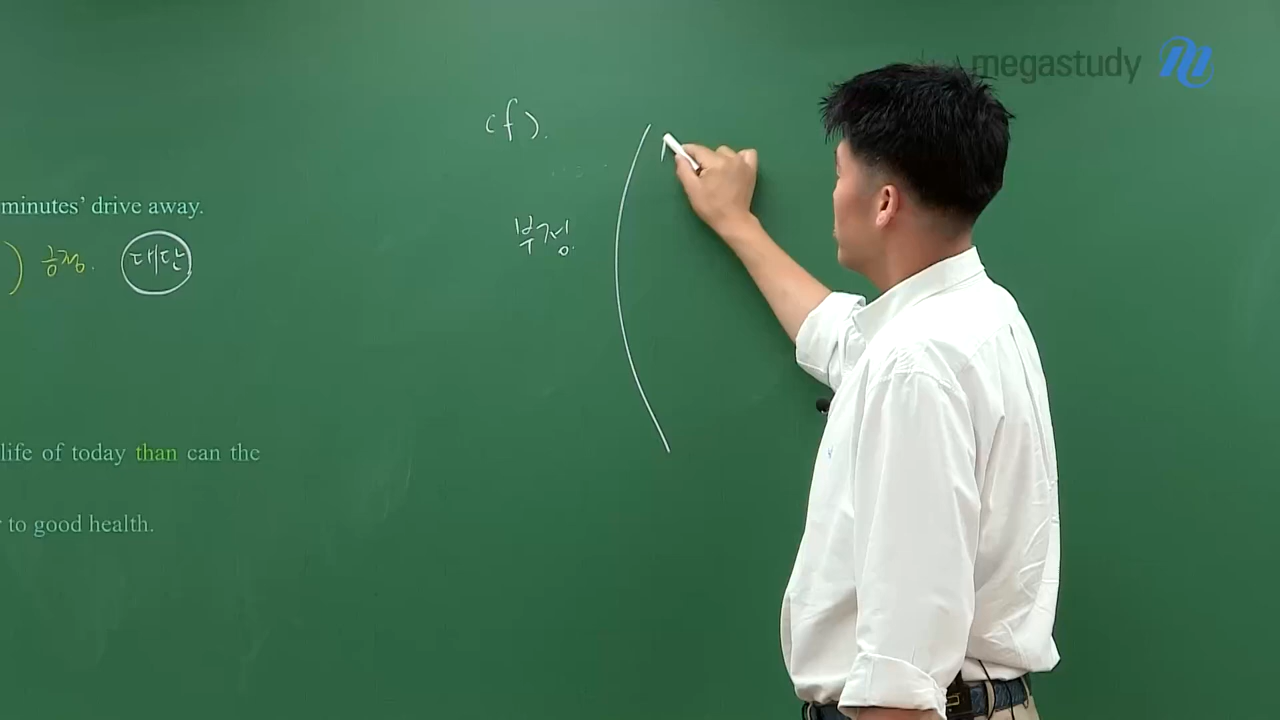 megastudy
(f).
minutes' drive away.
부정.
) 긍정. 대단
life of today than can the
to good health.